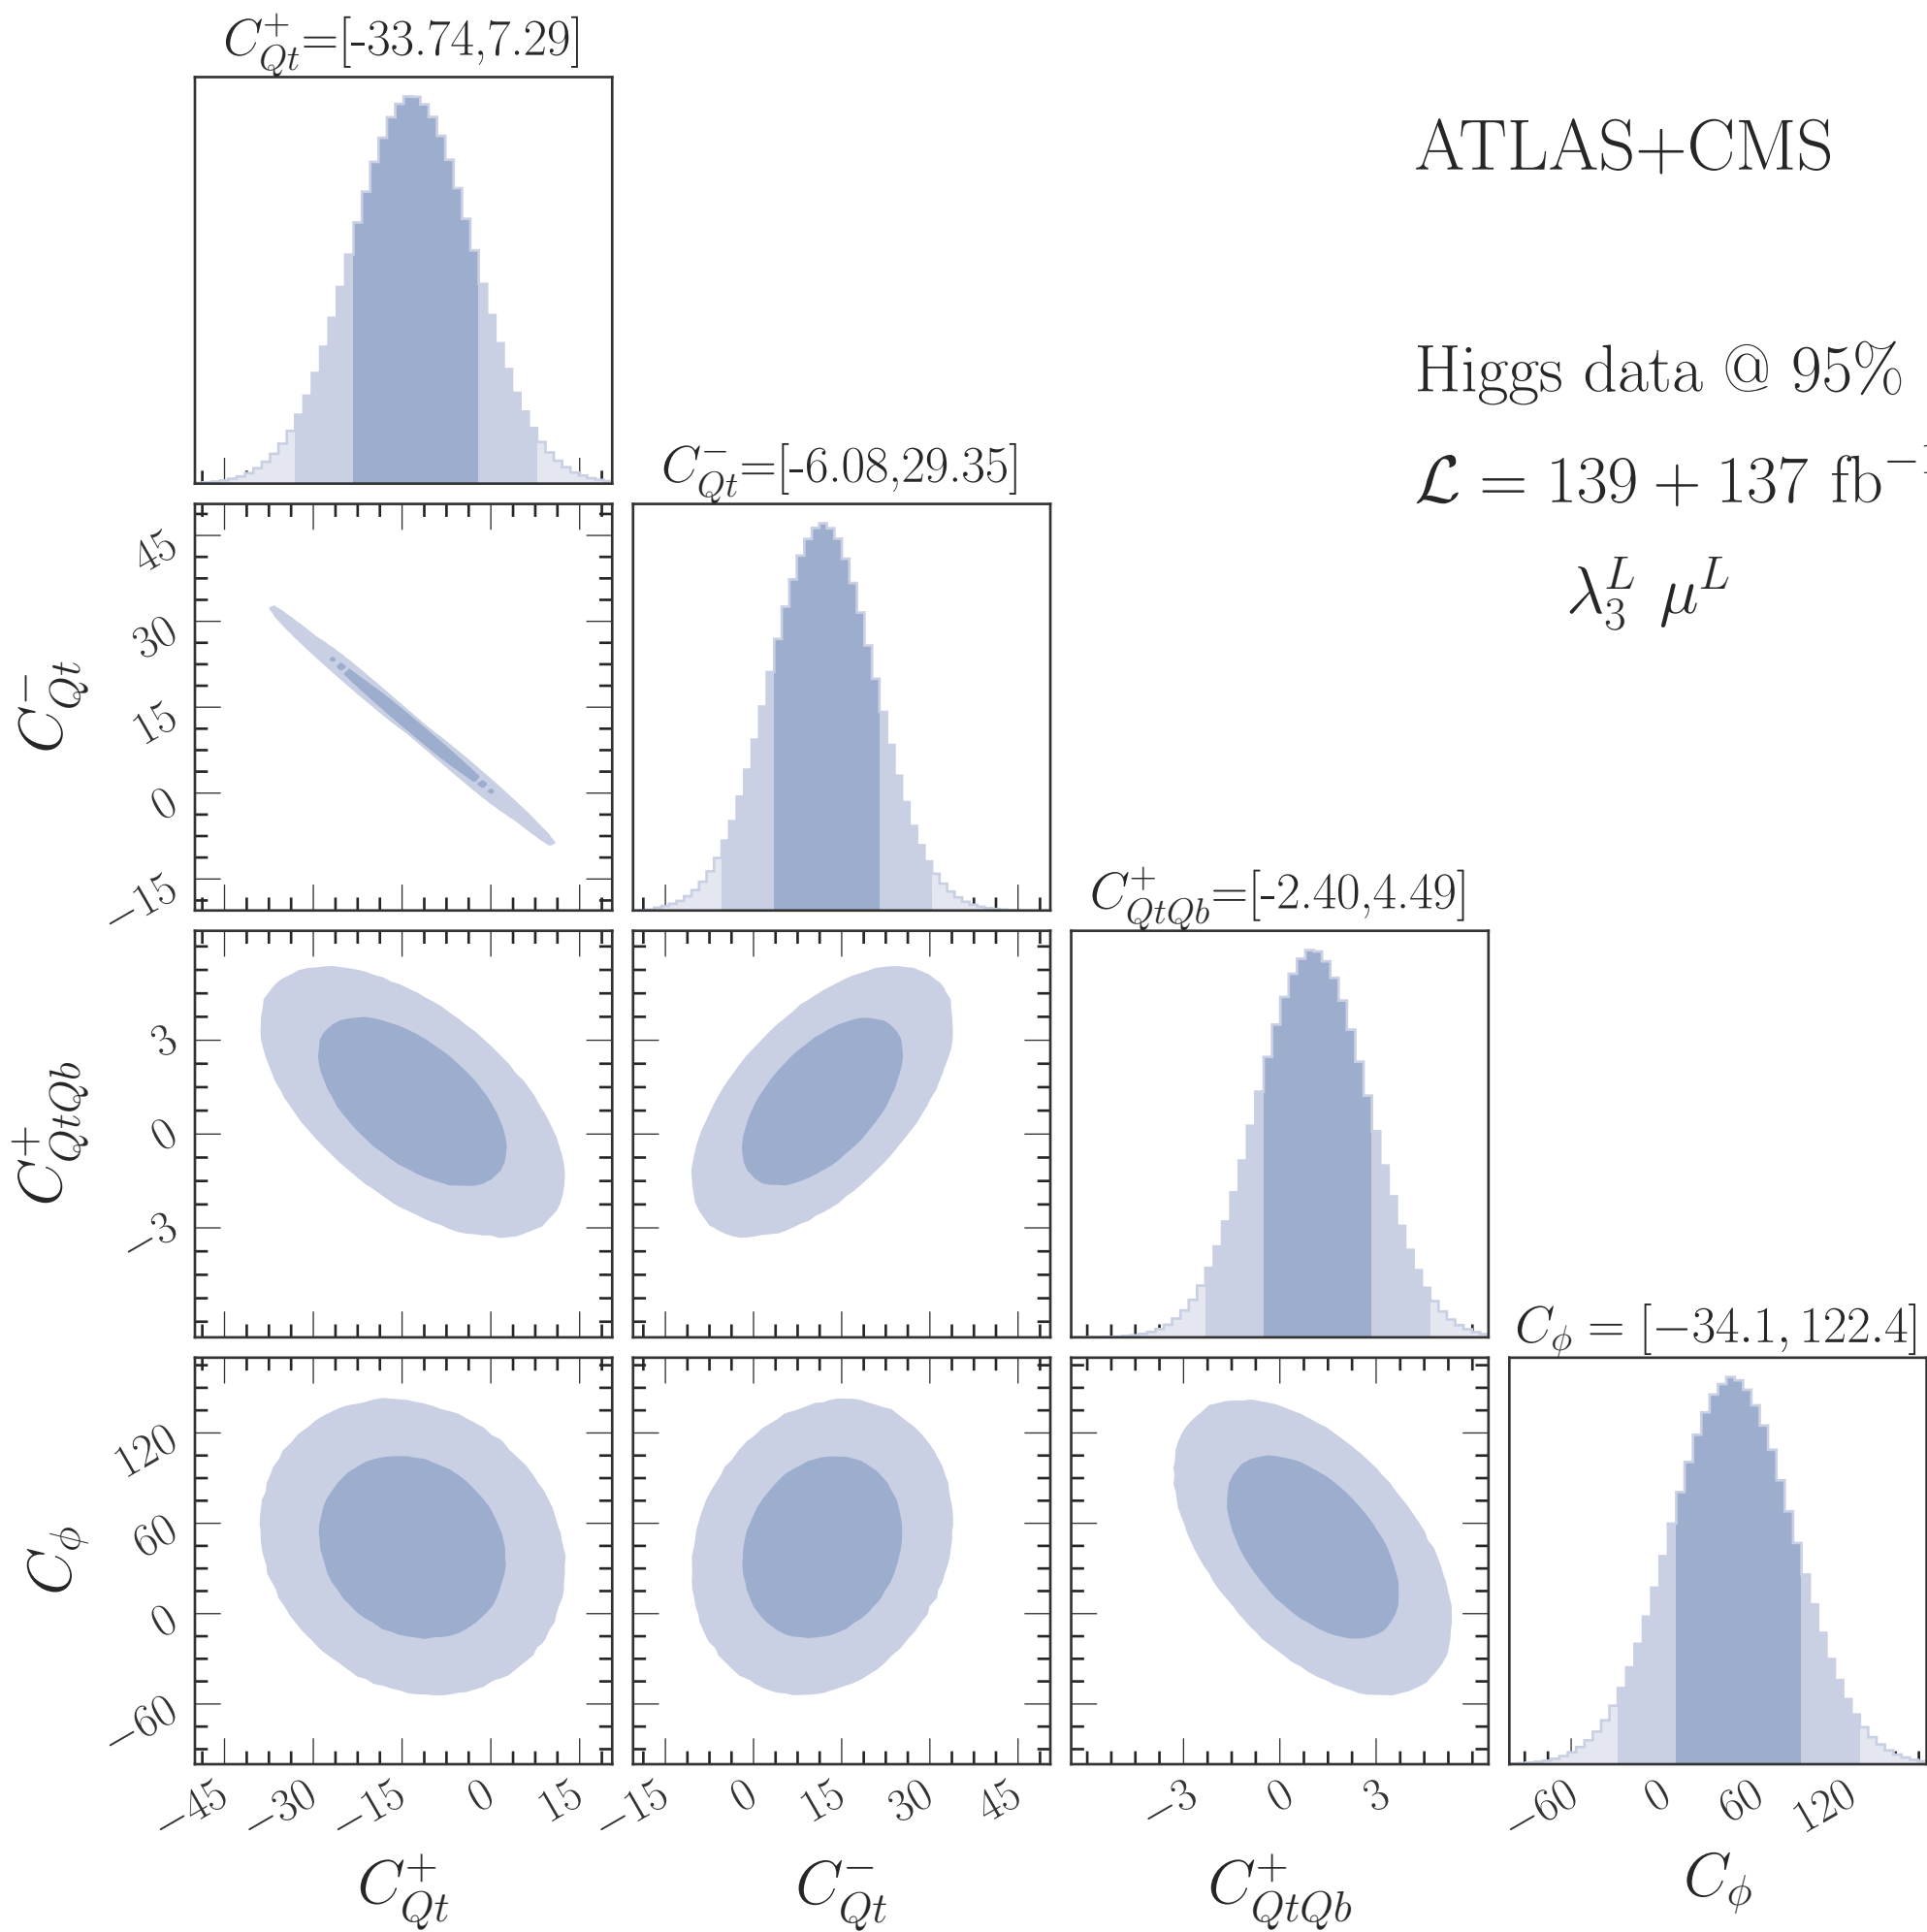 C_{Qt}^{+}=[-33.74,7.29]
ATLAS+CMS
Higgs data @ 95%
C_{Qt}^{-}=[-6.08,29.35]
𝓛 = 139 + 137 fb^{-1}
λ_3^L μ^L
C_{Qt}^{-}
45
30
15
0
−15
C_{QtQb}^{+}=[-2.40,4.49]
C_{QtQb}^{+}
3
0
−3
C_ϕ = [−34.1, 122.4]
C_ϕ
120
60
0
−60
−45 −30 −15 0 15
−15 0 15 30 45
−3 0 3
−60 0 60 120
C_{Qt}^{+}
C_{Qt}^{-}
C_{QtQb}^{+}
C_ϕ